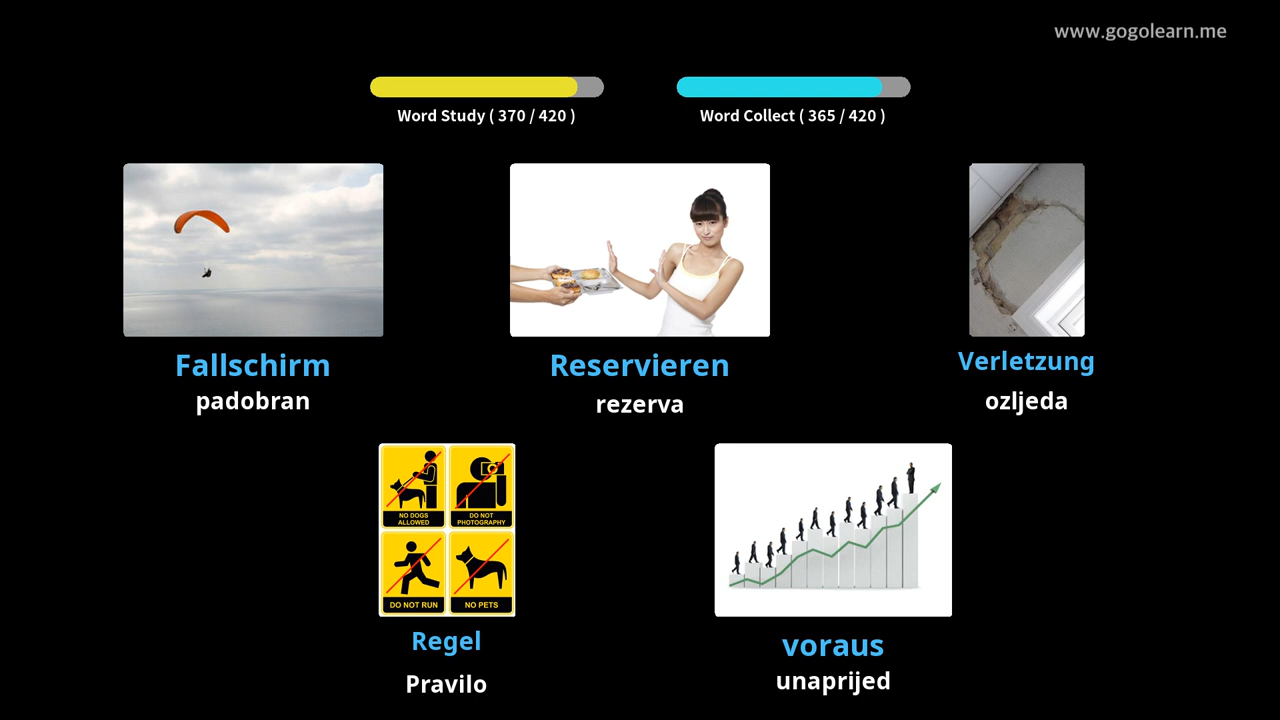 www.gogolearn.me
Word Study ( 370 / 420 )
Word Collect ( 365 / 420 )
Fallschirm
padobran
Reservieren
rezerva
Verletzung
ozljeda
NO DOGS
ALLOWED
DO NOT
PHOTOGRAPHY
DO NOT RUN
NO PETS
Regel
Pravilo
voraus
unaprijed